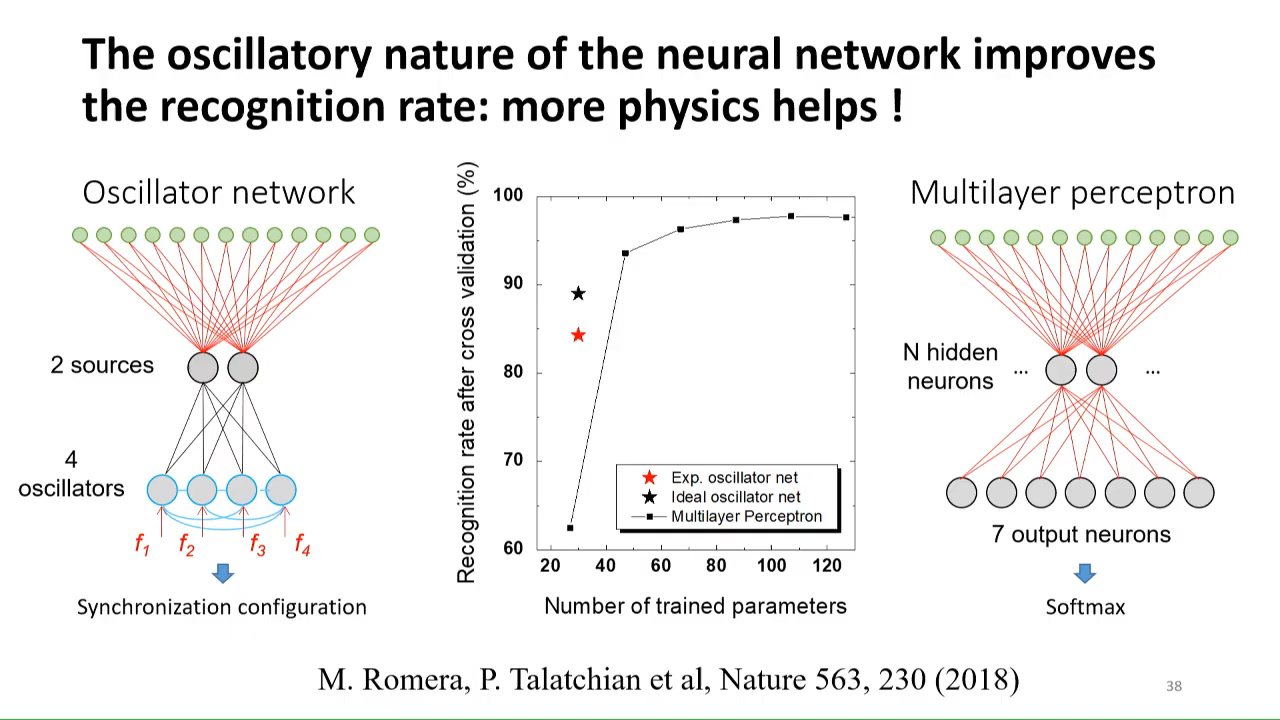 The oscillatory nature of the neural network improves
the recognition rate: more physics helps !
Oscillator network
2 sources
4
oscillators
f1 f2 f3 f4
Synchronization configuration
Recognition rate after cross validation (%)
100
90
80
70
60
20 40 60 80 100 120
Number of trained parameters
Exp. oscillator net
Ideal oscillator net
Multilayer Perceptron
Multilayer perceptron
N hidden
neurons
... ...
7 output neurons
Softmax
M. Romera, P. Talatchian et al, Nature 563, 230 (2018)
38